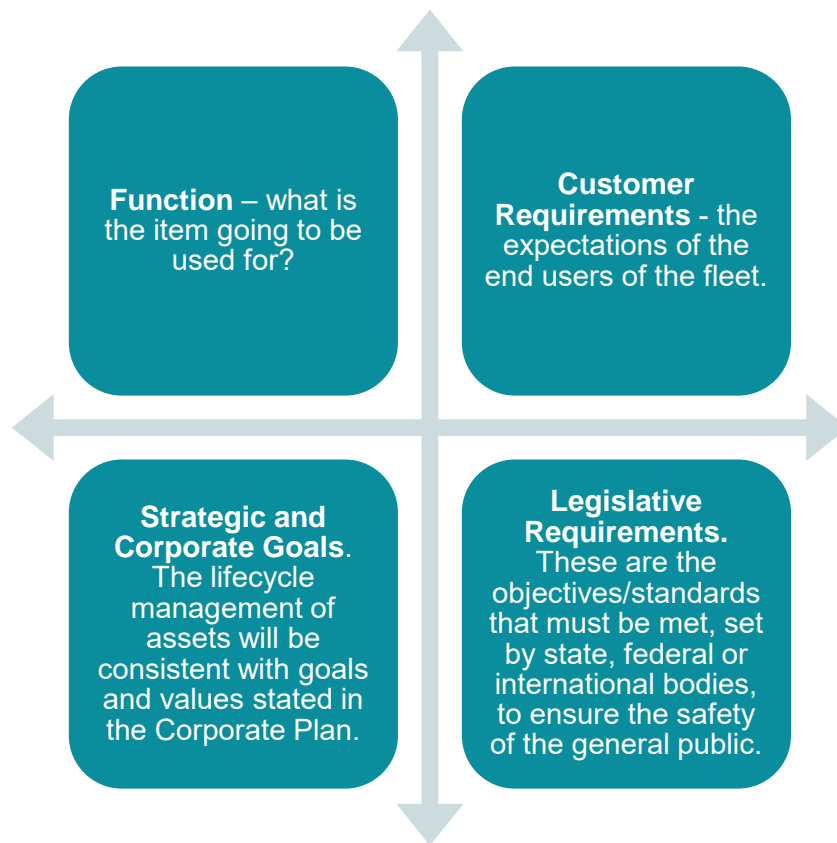 Function – what is
the item going to be
used for?
Customer
Requirements - the
expectations of the
end users of the fleet.
Strategic and
Corporate Goals.
The lifecycle
management of
assets will be
consistent with goals
and values stated in
the Corporate Plan.
Legislative
Requirements.
These are the
objectives/standards
that must be met, set
by state, federal or
international bodies,
to ensure the safety
of the general public.